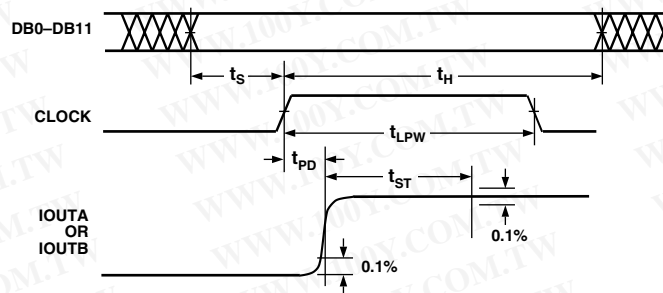 DB0–DB11
tS
tH
CLOCK
tLPW
tPD
tST
IOUTA
OR
IOUTB
0.1%
0.1%
WWW.100Y.COM.TW